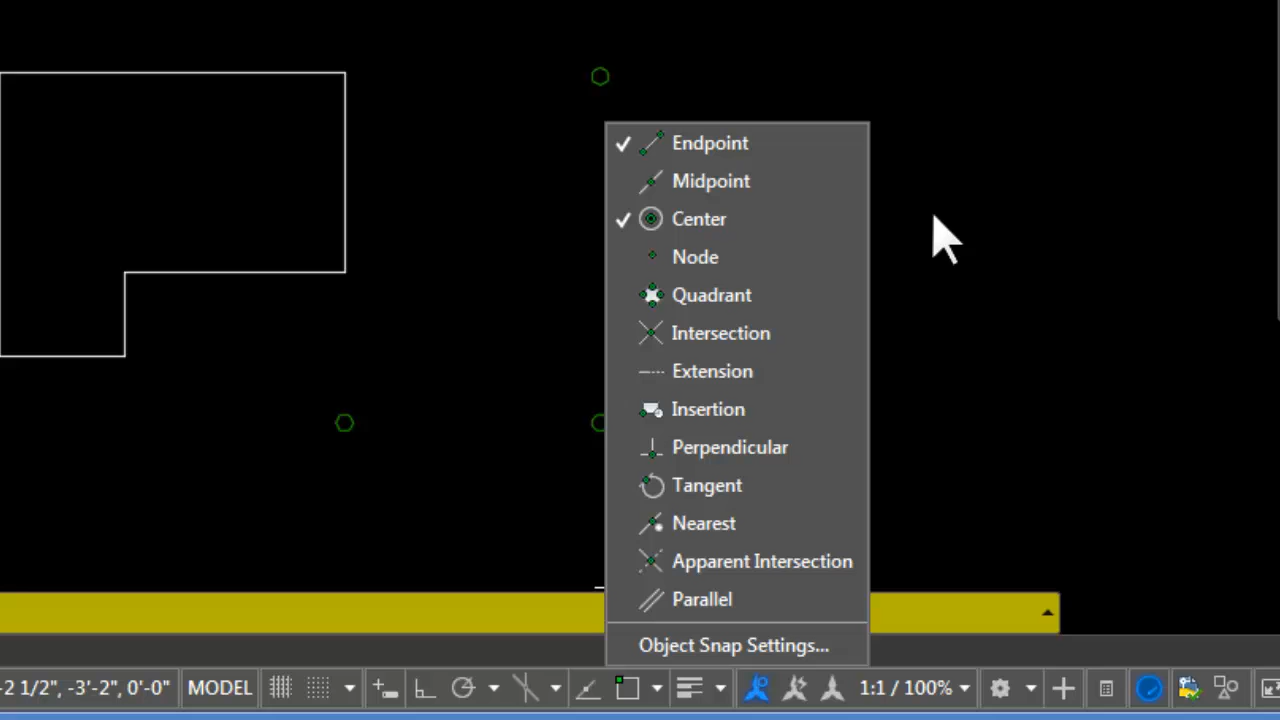 Endpoint
Midpoint
Center
Node
Quadrant
Intersection
Extension
Insertion
Perpendicular
Tangent
Nearest
Apparent Intersection
Parallel
Object Snap Settings...
-2 1/2", -3'-2", 0'-0" MODEL 1:1 / 100%